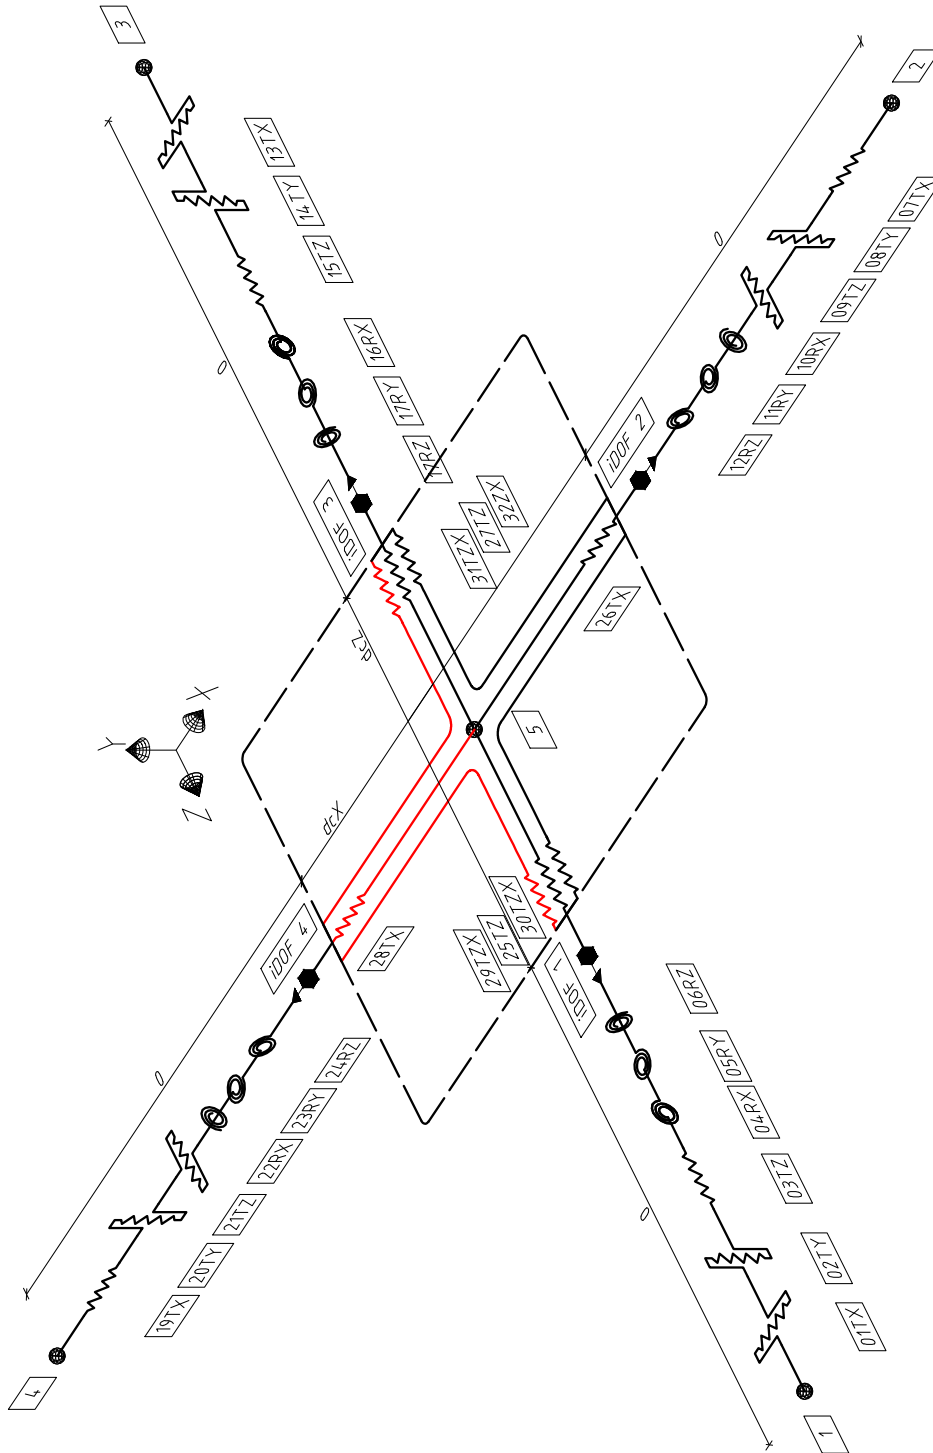 3
2
13TX
14TY
15TZ
07TX
08TY
09TZ
10RX
11RY
12RZ
0
0
16RX
17RY
17RZ
iDOF 2
iDOF 3
32ZX
27TZ
31TZX
26TX
dcZ
5
Y
X
Z
dcX
30TZX
25TZ
29TZX
28TX
iDOF 4
iDOF 1
06RZ
05RY
04RX
03TZ
02TY
01TX
0
0
24RZ
23RY
22RX
21TZ
20TY
19TX
4
1